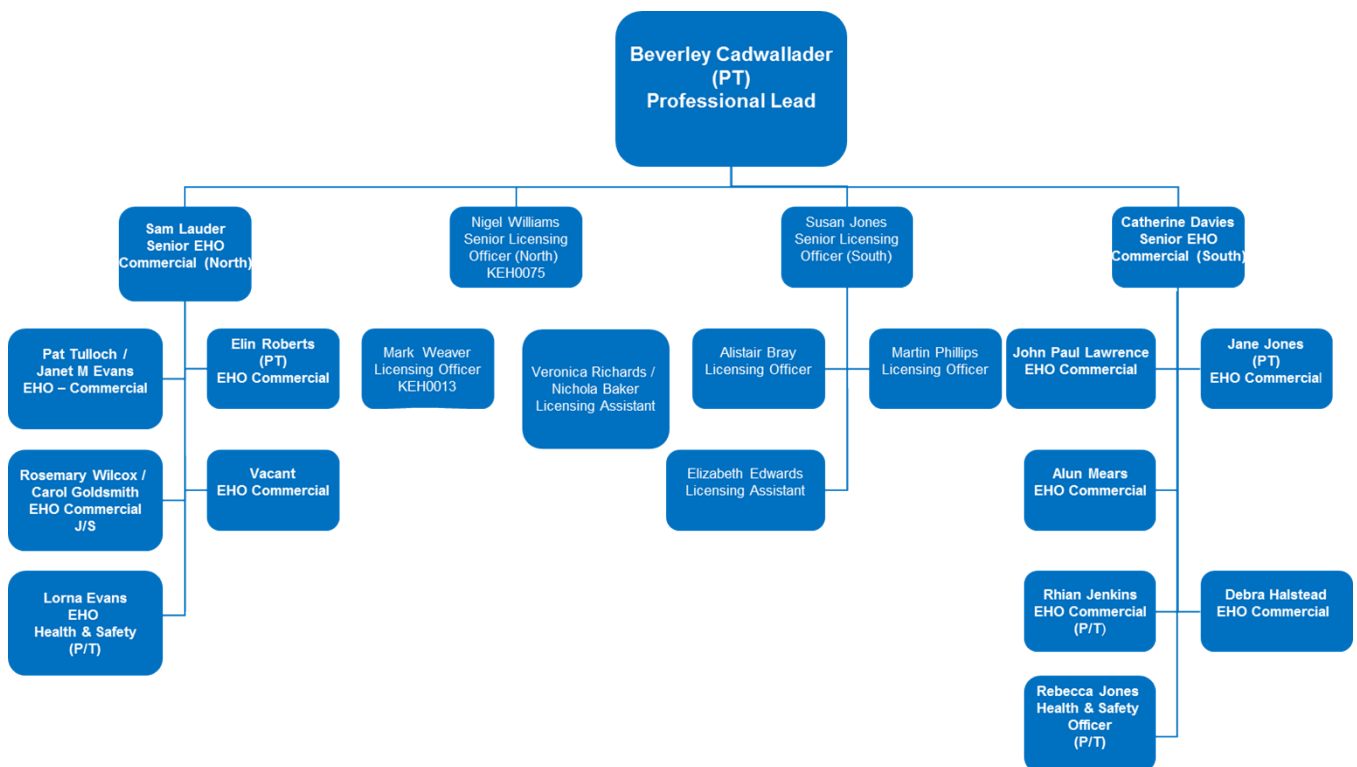 Beverley Cadwallader
(PT)
Professional Lead
Sam Lauder
Senior EHO
Commercial (North)
Nigel Williams
Senior Licensing
Officer (North)
KEH0075
Susan Jones
Senior Licensing
Officer (South)
Catherine Davies
Senior EHO
Commercial (South)
Pat Tulloch /
Janet M Evans
EHO – Commercial
Elin Roberts
(PT)
EHO Commercial
Mark Weaver
Licensing Officer
KEH0013
Veronica Richards /
Nichola Baker
Licensing Assistant
Alistair Bray
Licensing Officer
Martin Phillips
Licensing Officer
John Paul Lawrence
EHO Commercial
Jane Jones
(PT)
EHO Commercial
Rosemary Wilcox /
Carol Goldsmith
EHO Commercial
J/S
Vacant
EHO Commercial
Elizabeth Edwards
Licensing Assistant
Alun Mears
EHO Commercial
Lorna Evans
EHO
Health & Safety
(P/T)
Rhian Jenkins
EHO Commercial
(P/T)
Debra Halstead
EHO Commercial
Rebecca Jones
Health & Safety
Officer
(P/T)